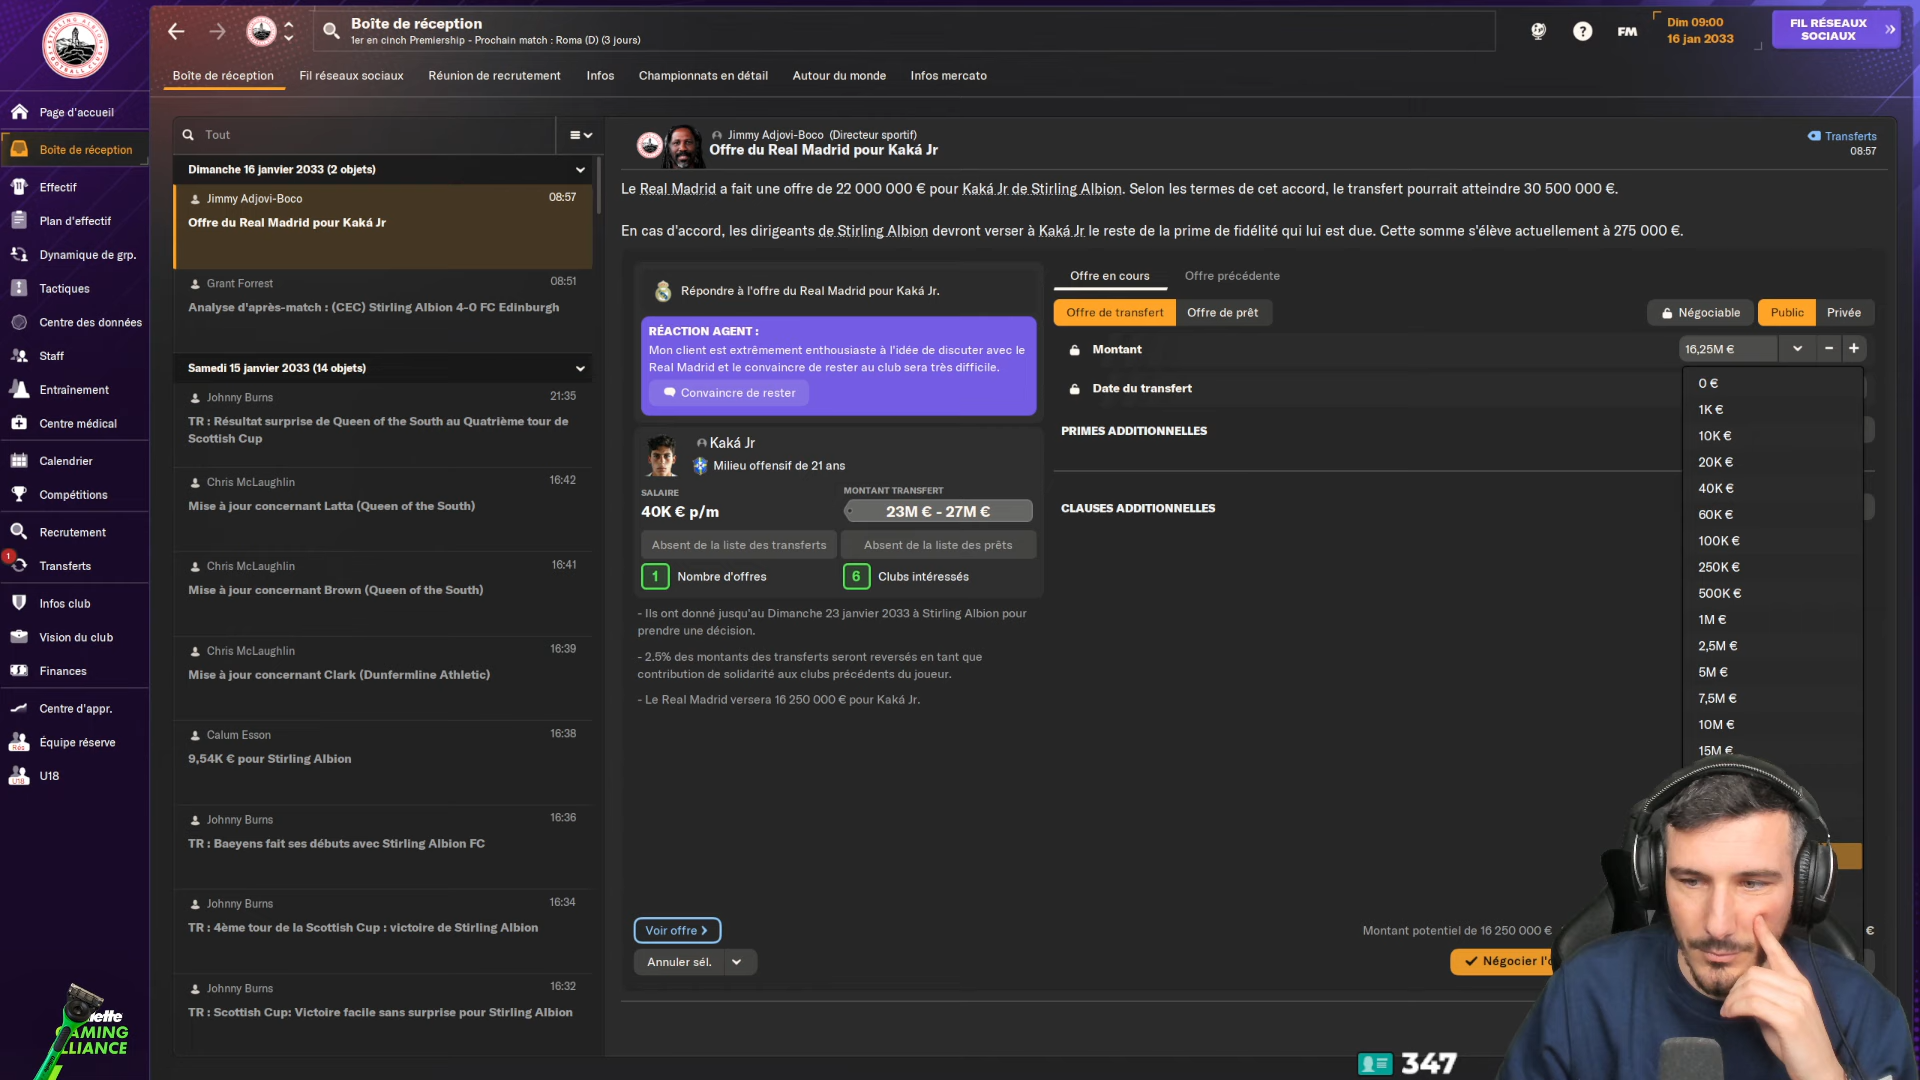 Boîte de réception
1er en cinch Premiership - Prochain match : Roma (D) (3 jours)
FM
Dim 09:00
16 jan 2033
FIL RÉSEAUX
SOCIAUX
Boîte de réception
Fil réseaux sociaux
Réunion de recrutement
Infos
Championnats en détail
Autour du monde
Infos mercato
Page d'accueil
Boîte de réception
Effectif
Plan d'effectif
Dynamique de grp.
Tactiques
Centre des données
Staff
Entraînement
Centre médical
Calendrier
Compétitions
Recrutement
1
Transferts
Infos club
Vision du club
Finances
Centre d'appr.
Équipe réserve
U18
GAMING
ALLIANCE
Tout
Dimanche 16 janvier 2033 (2 objets)
Jimmy Adjovi-Boco
08:57
Offre du Real Madrid pour Kaká Jr
Grant Forrest
08:51
Analyse d'après-match : (CEC) Stirling Albion 4-0 FC Edinburgh
Samedi 15 janvier 2033 (14 objets)
Johnny Burns
21:35
TR : Résultat surprise de Queen of the South au Quatrième tour de
Scottish Cup
Chris McLaughlin
16:42
Mise à jour concernant Latta (Queen of the South)
Chris McLaughlin
16:41
Mise à jour concernant Brown (Queen of the South)
Chris McLaughlin
16:39
Mise à jour concernant Clark (Dunfermline Athletic)
Calum Esson
16:38
9,54K € pour Stirling Albion
Johnny Burns
16:36
TR : Baeyens fait ses débuts avec Stirling Albion FC
Johnny Burns
16:34
TR : 4ème tour de la Scottish Cup : victoire de Stirling Albion
Johnny Burns
16:32
TR : Scottish Cup: Victoire facile sans surprise pour Stirling Albion
Jimmy Adjovi-Boco (Directeur sportif)
Offre du Real Madrid pour Kaká Jr
Transferts
08:57
Le Real Madrid a fait une offre de 22 000 000 € pour Kaká Jr de Stirling Albion. Selon les termes de cet accord, le transfert pourrait atteindre 30 500 000 €.
En cas d'accord, les dirigeants de Stirling Albion devront verser à Kaká Jr le reste de la prime de fidélité qui lui est due. Cette somme s'élève actuellement à 275 000 €.
Répondre à l'offre du Real Madrid pour Kaká Jr.
RÉACTION AGENT :
Mon client est extrêmement enthousiaste à l'idée de discuter avec le
Real Madrid et le convaincre de rester au club sera très difficile.
Convaincre de rester
Kaká Jr
Milieu offensif de 21 ans
SALAIRE
40K € p/m
MONTANT TRANSFERT
23M € - 27M €
Absent de la liste des transferts
Absent de la liste des prêts
1 Nombre d'offres
6 Clubs intéressés
- Ils ont donné jusqu'au Dimanche 23 janvier 2033 à Stirling Albion pour
prendre une décision.
- 2.5% des montants des transferts seront reversés en tant que
contribution de solidarité aux clubs précédents du joueur.
- Le Real Madrid versera 16 250 000 € pour Kaká Jr.
Voir offre
Annuler sél.
Offre en cours
Offre précédente
Offre de transfert
Offre de prêt
Négociable
Public
Privée
Montant
16,25M €
Date du transfert
PRIMES ADDITIONNELLES
CLAUSES ADDITIONNELLES
0 €
1K €
10K €
20K €
40K €
60K €
100K €
250K €
500K €
1M €
2,5M €
5M €
7,5M €
10M €
15M €
Montant potentiel de 16 250 000 €
€
Négocier
347